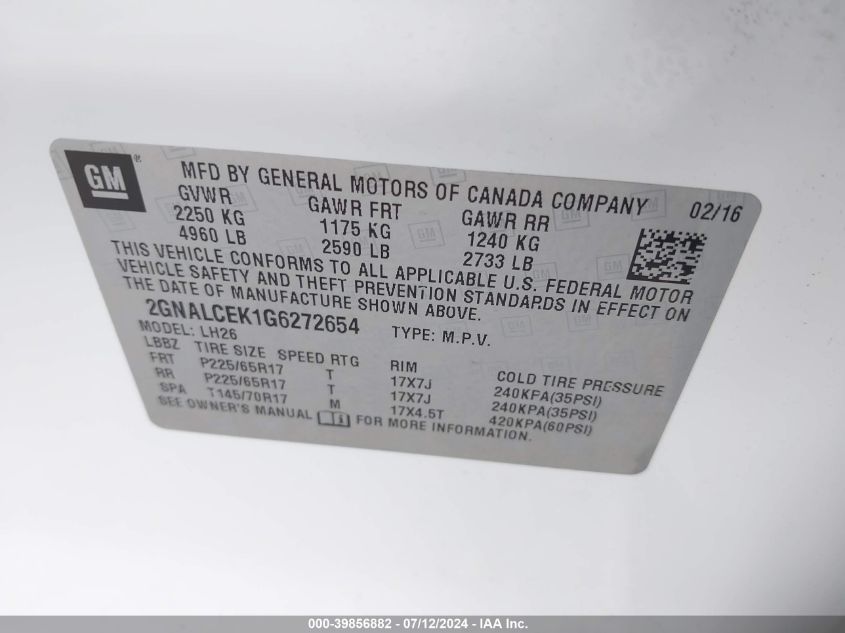 GM®
MFD BY GENERAL MOTORS OF CANADA COMPANY 02/16
GVWR GAWR FRT GAWR RR
2250 KG 1175 KG 1240 KG
4960 LB 2590 LB 2733 LB
THIS VEHICLE CONFORMS TO ALL APPLICABLE U.S. FEDERAL MOTOR
VEHICLE SAFETY AND THEFT PREVENTION STANDARDS IN EFFECT ON
THE DATE OF MANUFACTURE SHOWN ABOVE.
2GNALCEK1G6272654 TYPE: M.P.V.
MODEL: LH26
LBBZ TIRE SIZE SPEED RTG RIM COLD TIRE PRESSURE
FRT P225/65R17 T 17X7J 240KPA(35PSI)
RR P225/65R17 T 17X7J 240KPA(35PSI)
SPA T145/70R17 M 17X4.5T 420KPA(60PSI)
SEE OWNER'S MANUAL FOR MORE INFORMATION.
000-39856882 - 07/12/2024 - IAA Inc.